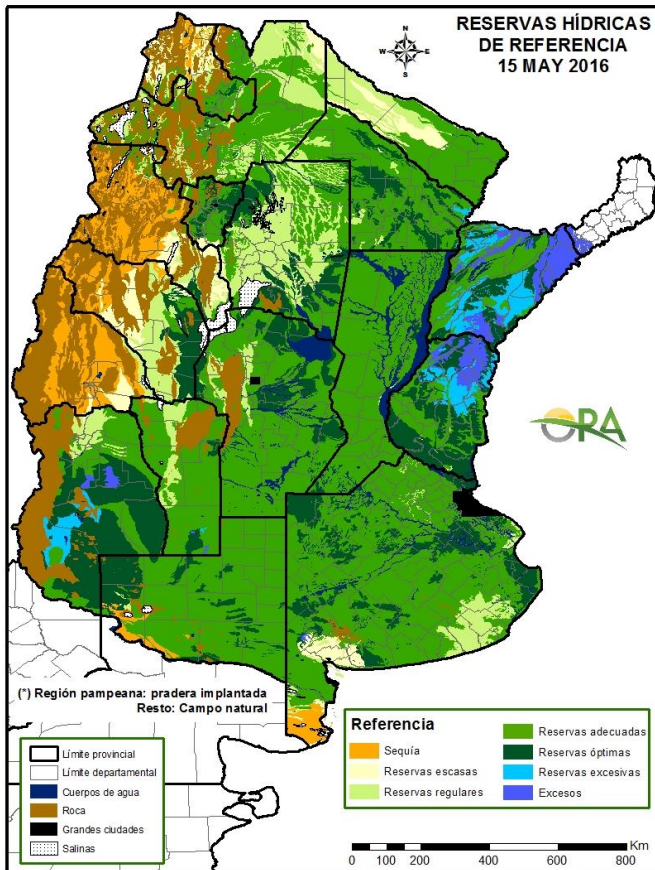 RESERVAS HÍDRICAS
DE REFERENCIA
15 MAY 2016
N
W
E
S
ORA
(*) Región pampeana: pradera implantada
Resto: Campo natural
Límite provincial
Límite departamental
Cuerpos de agua
Roca
Grandes ciudades
Salinas
Referencia
Sequía
Reservas escasas
Reservas regulares
Reservas adecuadas
Reservas óptimas
Reservas excesivas
Excesos
Km
0 100 200 400 600 800